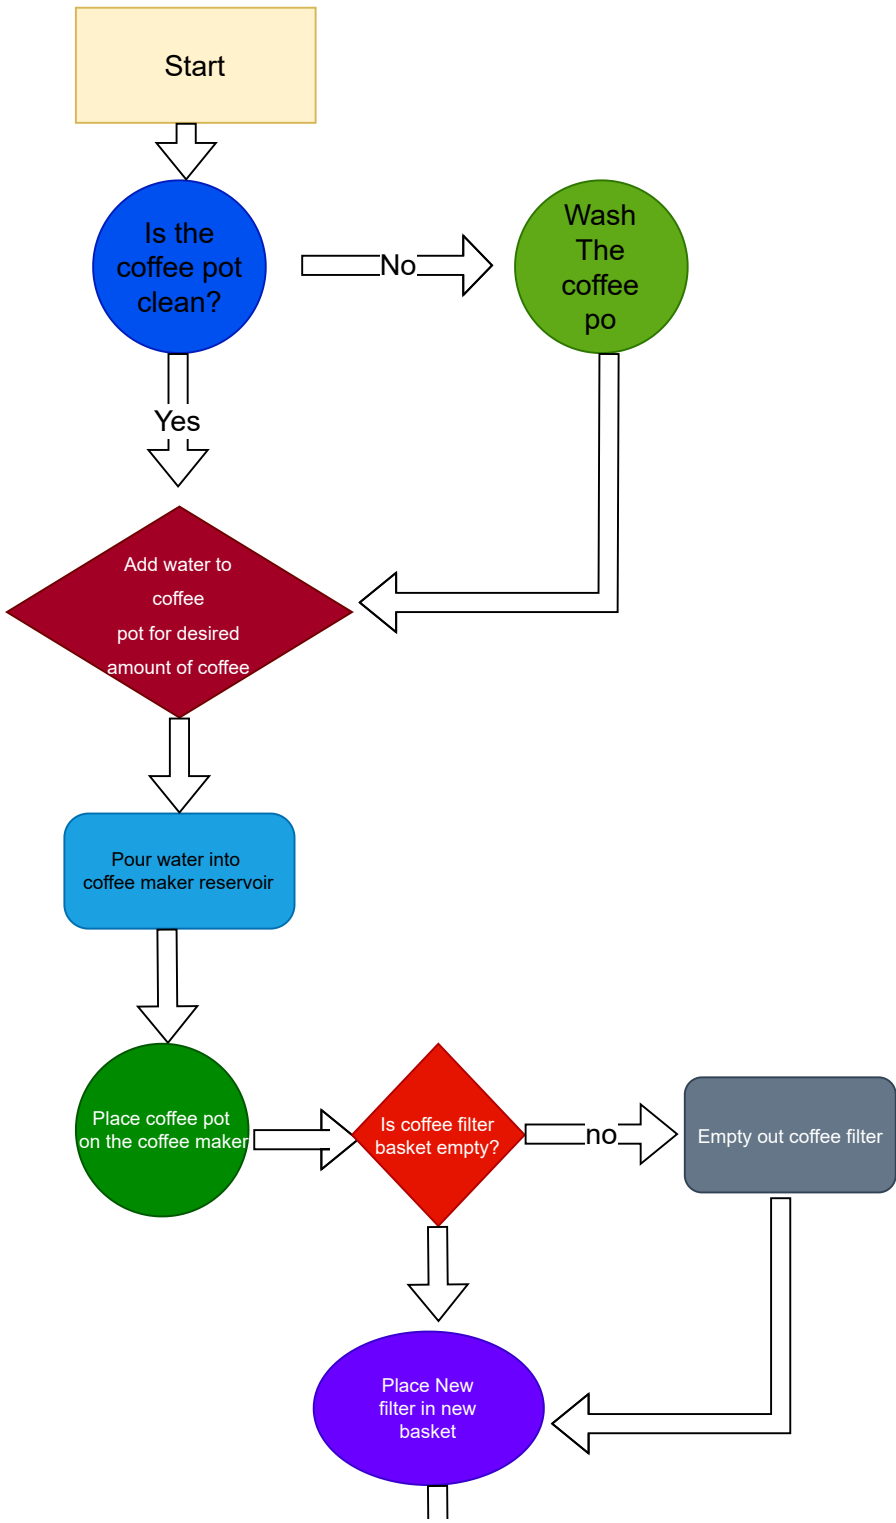 Start
Is the
coffee pot
clean?
No
Wash
The
coffee
po
Yes
Add water to
coffee
pot for desired
amount of coffee
Pour water into
coffee maker reservoir
Place coffee pot
on the coffee maker
Is coffee filter
basket empty?
no
Empty out coffee filter
Place New
filter in new
basket